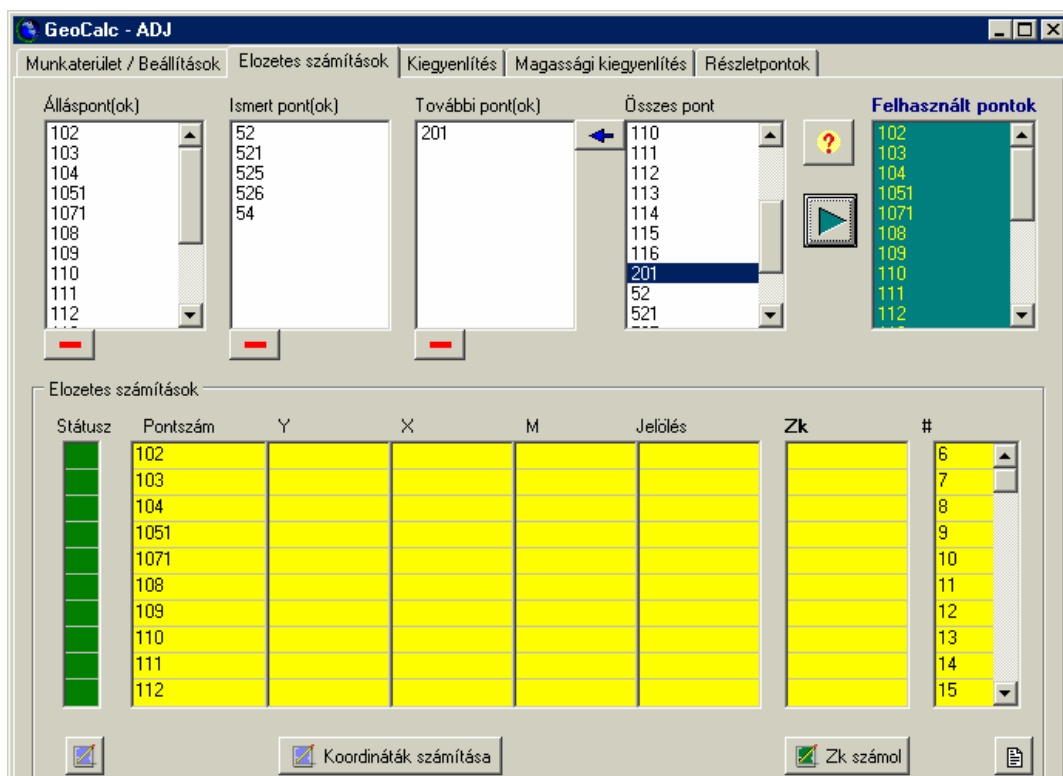 GeoCalc - ADJ
Munkaterület / Beállítások Elozetes számítások Kiegyenlítés Magassági kiegyenlítés Részletpontok
Álláspont(ok) Ismert pont(ok) További pont(ok) Összes pont Felhasznált pontok
102 52 201 110 102
103 521 111 103
104 525 112 104
1051 526 113 1051
1071 54 114 1071
108 115 108
109 116 109
110 201 110
111 52 111
112 521 112
Elozetes számítások
Státusz Pontszám Y X M Jelölés Zk #
102 6
103 7
104 8
1051 9
1071 10
108 11
109 12
110 13
111 14
112 15
Koordináták számítása Zk számol